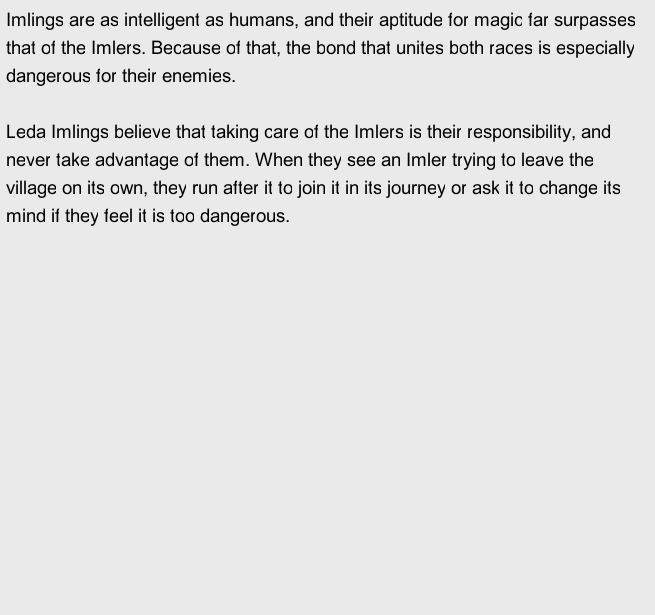 Imlings are as intelligent as humans, and their aptitude for magic far surpasses
that of the Imlers. Because of that, the bond that unites both races is especially
dangerous for their enemies.
Leda Imlings believe that taking care of the Imlers is their responsibility, and
never take advantage of them. When they see an Imler trying to leave the
village on its own, they run after it to join it in its journey or ask it to change its
mind if they feel it is too dangerous.